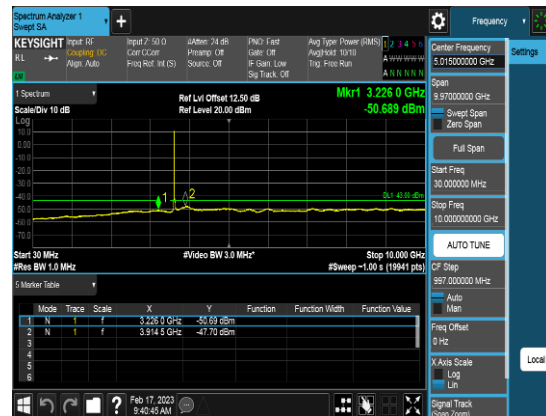 Spectrum Analyzer 1
Swept SA
+
Frequency
KEYSIGHT
RL
Input: RF
Coupling: DC
Align: Auto
Input Z: 50 Ω
Corr CCorr
Freq Ref: Int (S)
#Atten: 24 dB
Preamp: Off
Source: Off
PNO: Fast
Gate: Off
IF Gain: Low
Sig Track: Off
Avg Type: Power (RMS)
Avg|Hold: 10/10
Trig: Free Run
1 2 3 4 5 6
A W W W W W
A N N N N N
1 Spectrum
Scale/Div 10 dB
Log
Ref Lvl Offset 12.50 dB
Ref Level 20.00 dBm
Mkr1 3.226 0 GHz
-50.689 dBm
10.0
0.00
-10.0
-20.0
-30.0
-40.0
-50.0
-60.0
-70.0
1
2
Start 30 MHz
#Res BW 1.0 MHz
#Video BW 3.0 MHz*
Stop 10.000 GHz
#Sweep ~1.00 s (19941 pts)
5 Marker Table
Mode Trace Scale X Y Function Function Width Function Value
1 N 1 f 3.226 0 GHz -50.69 dBm
2 N 1 f 3.914 5 GHz -47.70 dBm
3
4
5
6
Feb 17, 2023
9:40:45 AM
?
Center Frequency
5.015000000 GHz
Span
9.97000000 GHz
Swept Span
Zero Span
Full Span
Start Freq
30.000000 MHz
Stop Freq
10.000000000 GHz
AUTO TUNE
CF Step
997.000000 MHz
Auto
Man
Freq Offset
0 Hz
X Axis Scale
Log
Lin
Signal Track
(Span Zoom)
Settings
Local